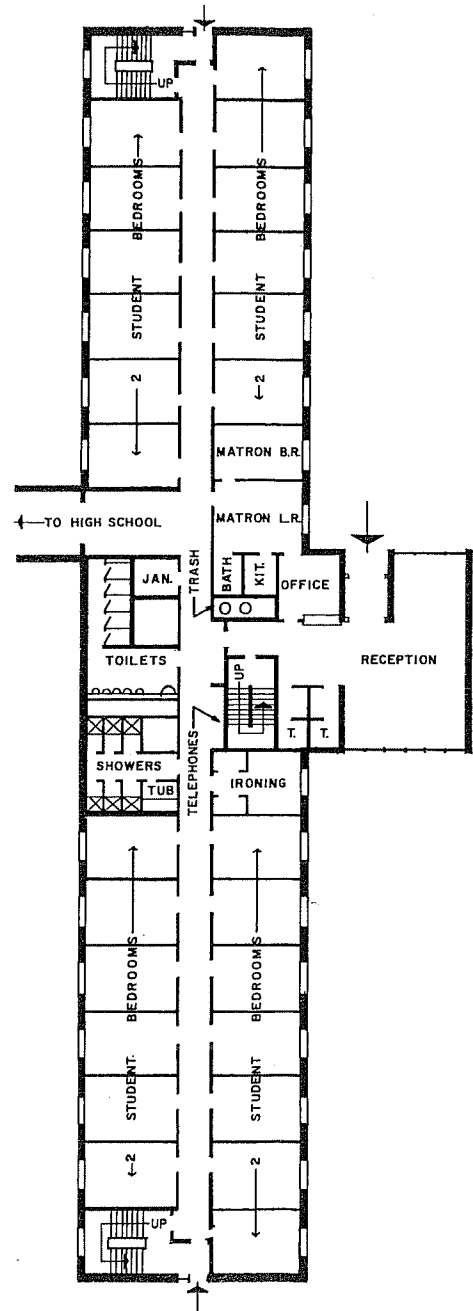 UP
2 STUDENT BEDROOMS
2 STUDENT BEDROOMS
MATRON B.R.
TO HIGH SCHOOL
MATRON L.R.
JAN.
TRASH
BATH
KIT.
OFFICE
TOILETS
UP
RECEPTION
T.
T.
SHOWERS
TUB
TELEPHONES
IRONING
2 STUDENT BEDROOMS
2 STUDENT BEDROOMS
UP